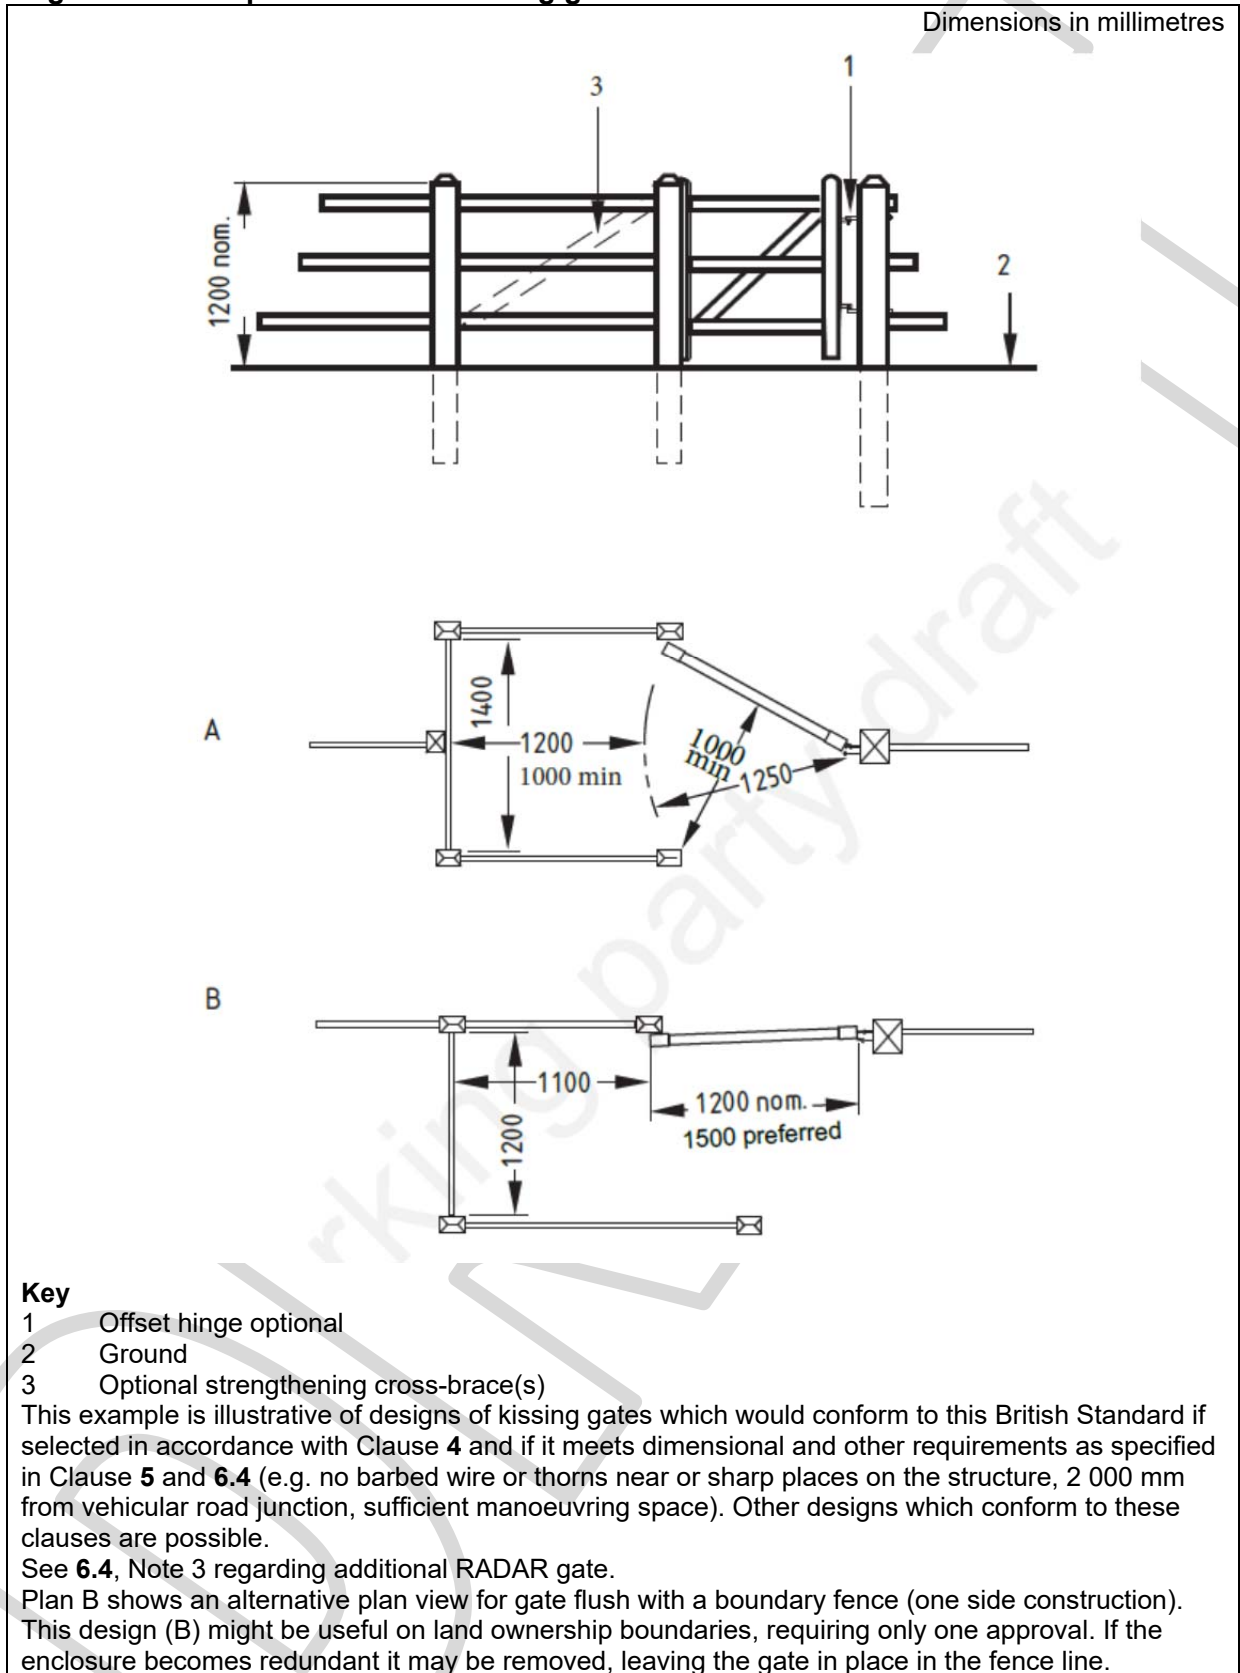 Dimensions in millimetres
3
1
1200 nom.
2
A
1400
1200
1000 min
1000
min
1250
B
1100
1200
1200 nom.
1500 preferred
Key
1 Offset hinge optional
2 Ground
3 Optional strengthening cross-brace(s)
This example is illustrative of designs of kissing gates which would conform to this British Standard if
selected in accordance with Clause 4 and if it meets dimensional and other requirements as specified
in Clause 5 and 6.4 (e.g. no barbed wire or thorns near or sharp places on the structure, 2 000 mm
from vehicular road junction, sufficient manoeuvring space). Other designs which conform to these
clauses are possible.
See 6.4, Note 3 regarding additional RADAR gate.
Plan B shows an alternative plan view for gate flush with a boundary fence (one side construction).
This design (B) might be useful on land ownership boundaries, requiring only one approval. If the
enclosure becomes redundant it may be removed, leaving the gate in place in the fence line.
rking party draft